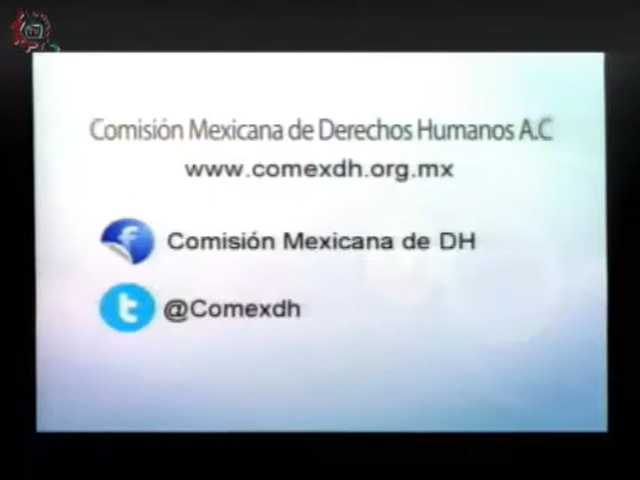 Comisión Mexicana de Derechos Humanos A.C
www.comexdh.org.mx
Comisión Mexicana de DH
@Comexdh